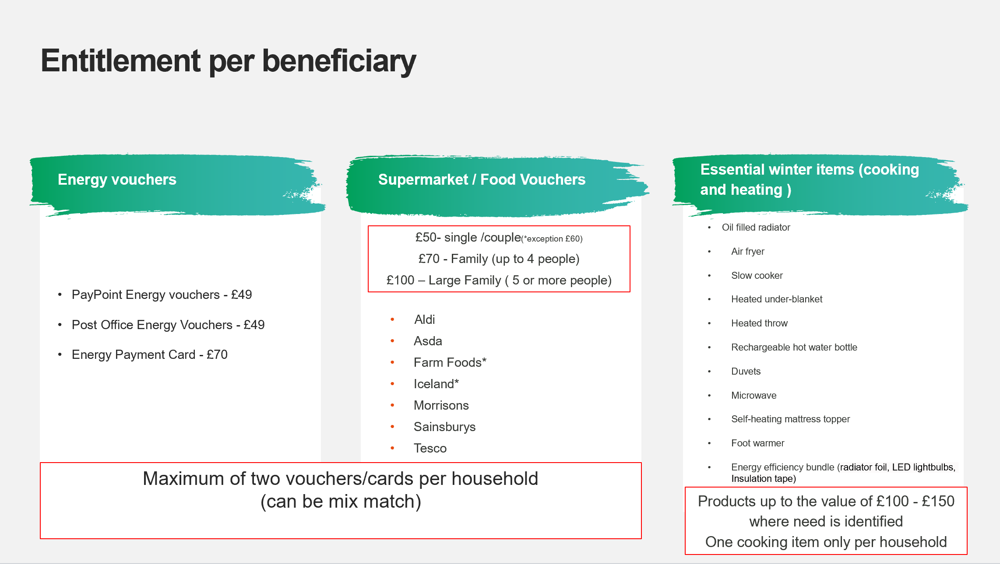 Entitlement per beneficiary
Energy vouchers
• PayPoint Energy vouchers - £49
• Post Office Energy Vouchers - £49
• Energy Payment Card - £70
Supermarket / Food Vouchers
£50- single /couple(*exception £60)
£70 - Family (up to 4 people)
£100 – Large Family ( 5 or more people)
• Aldi
• Asda
• Farm Foods*
• Iceland*
• Morrisons
• Sainsburys
• Tesco
Maximum of two vouchers/cards per household
(can be mix match)
Essential winter items (cooking
and heating )
• Oil filled radiator
• Air fryer
• Slow cooker
• Heated under-blanket
• Heated throw
• Rechargeable hot water bottle
• Duvets
• Microwave
• Self-heating mattress topper
• Foot warmer
• Energy efficiency bundle (radiator foil, LED lightbulbs,
Insulation tape)
Products up to the value of £100 - £150
where need is identified
One cooking item only per household